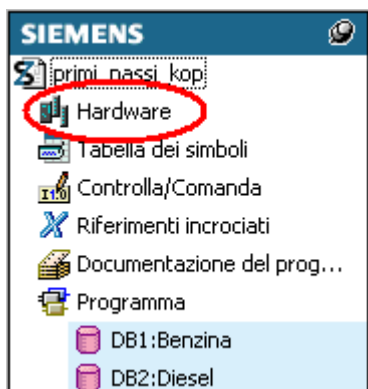 SIEMENS
primi_passi_kop
Hardware
Tabella dei simboli
Controlla/Comanda
Riferimenti incrociati
Documentazione del prog...
Programma
DB1:Benzina
DB2:Diesel